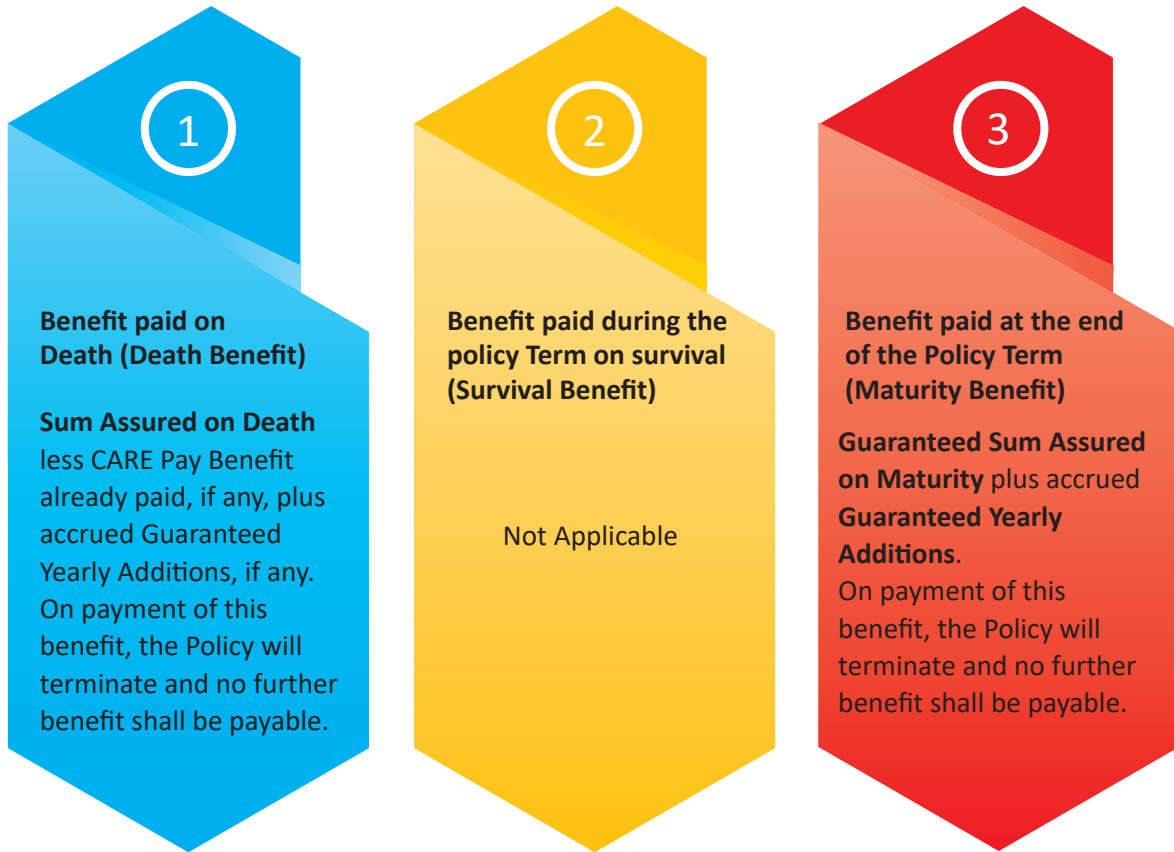 1
Benefit paid on
Death (Death Benefit)
Sum Assured on Death
less CARE Pay Benefit
already paid, if any, plus
accrued Guaranteed
Yearly Additions, if any.
On payment of this
benefit, the Policy will
terminate and no further
benefit shall be payable.
2
Benefit paid during the
policy Term on survival
(Survival Benefit)
Not Applicable
3
Benefit paid at the end
of the Policy Term
(Maturity Benefit)
Guaranteed Sum Assured
on Maturity plus accrued
Guaranteed Yearly
Additions.
On payment of this
benefit, the Policy will
terminate and no further
benefit shall be payable.